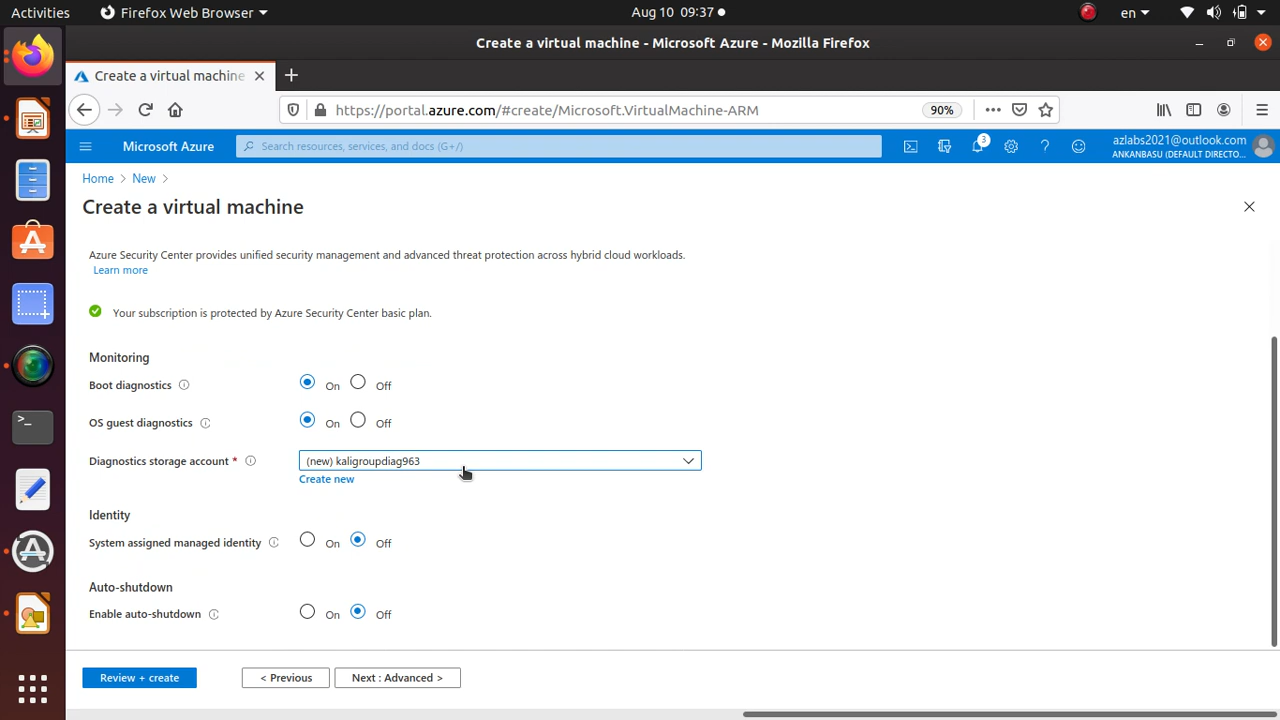 Activities
Firefox Web Browser
Aug 10 09:37
en
Create a virtual machine - Microsoft Azure - Mozilla Firefox
Create a virtual machine
https://portal.azure.com/#create/Microsoft.VirtualMachine-ARM
90%
Microsoft Azure
Search resources, services, and docs (G+/)
3
azlabs2021@outlook.com
ANKANBASU (DEFAULT DIRECTO...
Home > New >
Create a virtual machine
Azure Security Center provides unified security management and advanced threat protection across hybrid cloud workloads.
Learn more
Your subscription is protected by Azure Security Center basic plan.
Monitoring
Boot diagnostics On Off
OS guest diagnostics On Off
Diagnostics storage account * (new) kaligroupdiag963
Create new
Identity
System assigned managed identity On Off
Auto-shutdown
Enable auto-shutdown On Off
Review + create
< Previous
Next : Advanced >